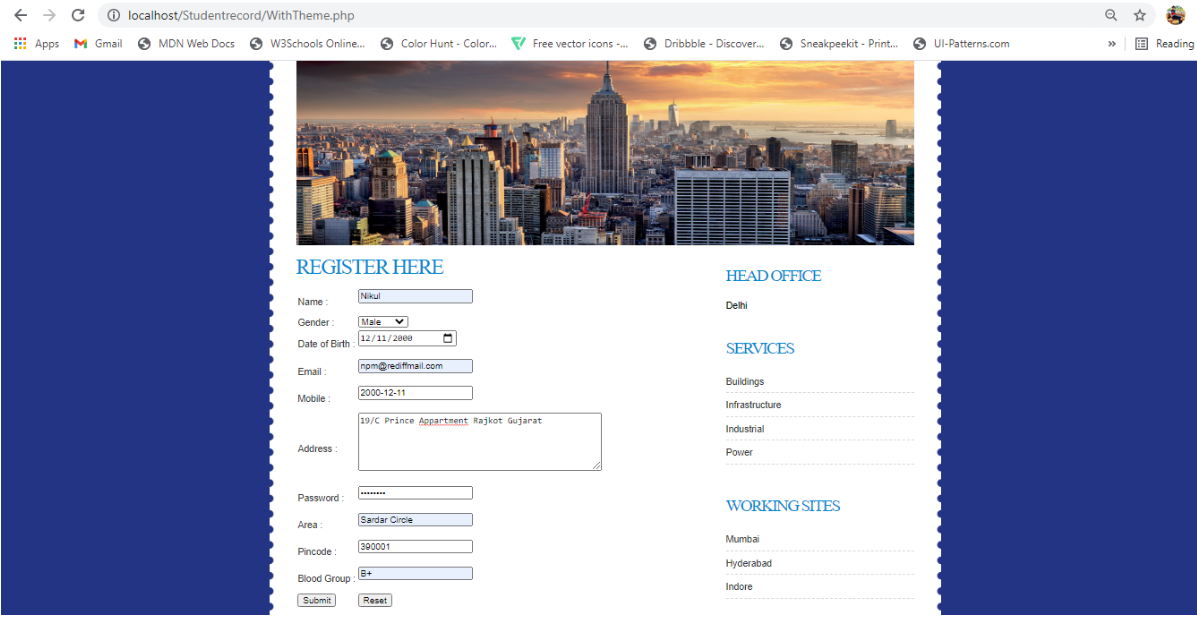 localhost/Studentrecord/WithTheme.php
Apps Gmail MDN Web Docs W3Schools Online... Color Hunt - Color... Free vector icons -... Dribbble - Discover... Sneakpeekit - Print... UI-Patterns.com » Reading
REGISTER HERE
Name : Nikul
Gender : Male
Date of Birth : 12/11/2000
Email : npm@rediffmail.com
Mobile : 2000-12-11
Address : 19/C Prince Appartment Rajkot Gujarat
Password : ••••••••
Area : Sardar Circle
Pincode : 390001
Blood Group : B+
Submit Reset
HEAD OFFICE
Delhi
SERVICES
Buildings
Infrastructure
Industrial
Power
WORKING SITES
Mumbai
Hyderabad
Indore